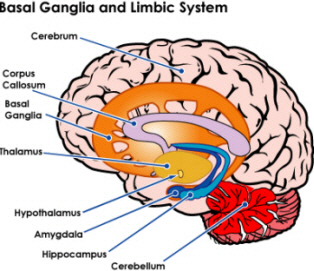 Basal Ganglia and Limbic System
Cerebrum
Corpus
Callosum
Basal
Ganglia
Thalamus
Hypothalamus
Amygdala
Hippocampus
Cerebellum